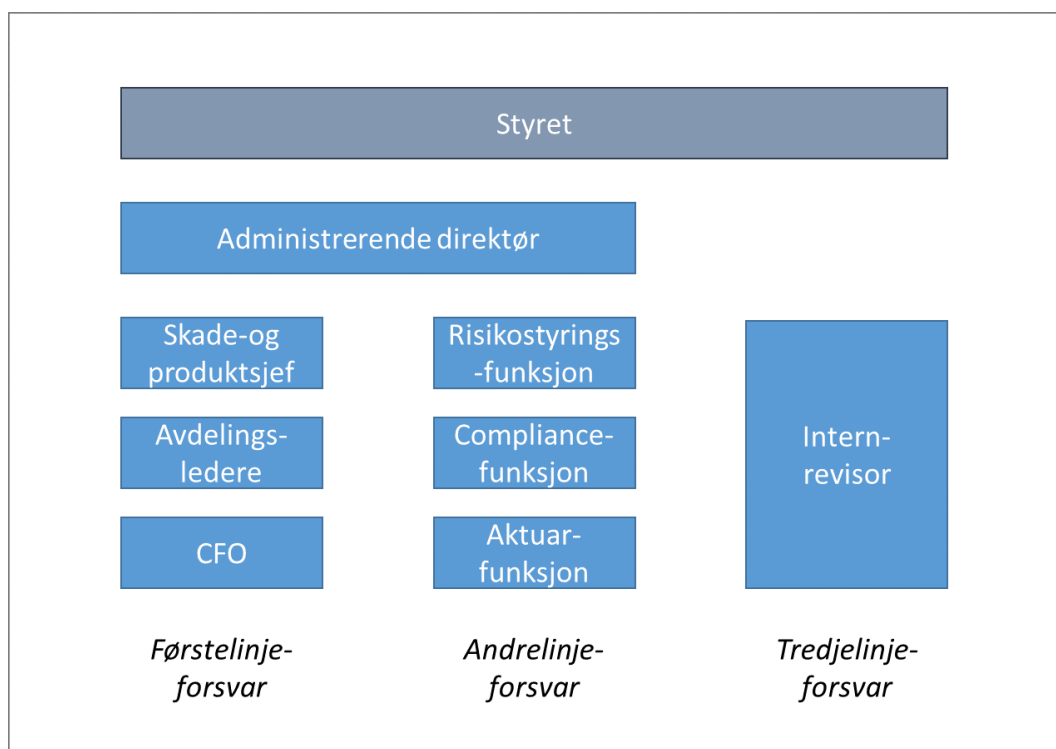 Styret
Administrerende direktør
Skade-og
produktsjef
Risikostyrings
-funksjon
Avdelings-
ledere
Compliance-
funksjon
Intern-
revisor
CFO
Aktuar-
funksjon
Førstelinje-
forsvar
Andrelinje-
forsvar
Tredjelinje-
forsvar